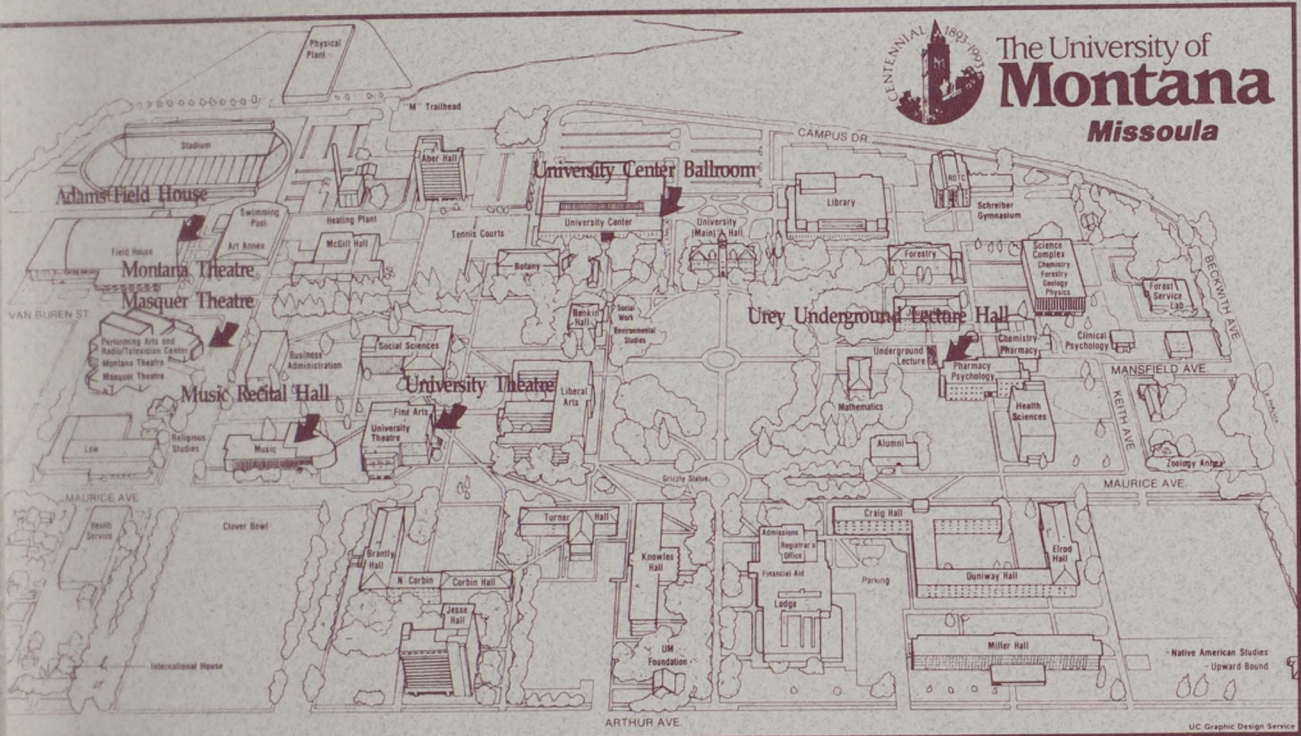 CENTENNIAL 1893-1993
The University of
Montana
Missoula
Physical
Plant
"M" Trailhead
CAMPUS DR.
Stadium
Aber Hall
University Center Ballroom
ROTC
Adams Field House
Swimming
Pool
Heating Plant
University Center
University
(Main) Hall
Library
Schreiber
Gymnasium
Art Annex
McGill Hall
Tennis Courts
Field House
Botany
Forestry
Science
Complex
Chemistry
Forestry
Geology
Physics
BECKWITH AVE.
Montana Theatre
Masquer Theatre
Forest
Service
Lab
VAN BUREN ST.
Rankin
Hall
Social
Work
Environmental
Studies
Urey Underground Lecture Hall
Performing Arts and
Radio/Television Center
Montana Theatre
Masquer Theatre
Business
Administration
Social Sciences
Underground
Lecture
Chemistry
Pharmacy
Clinical
Psychology
Pharmacy
Psychology
MANSFIELD AVE.
Music Recital Hall
University Theatre
Liberal
Arts
Mathematics
Health
Sciences
KEITH AVE.
Fine Arts
University
Theatre
Law
Religious
Studies
Music
Alumni
Zoology Annex
Grizzly Statue
MAURICE AVE.
MAURICE AVE.
Health
Service
Clover Bowl
Turner Hall
Craig Hall
Brantly
Hall
Knowles
Hall
Admissions
Registrar's
Office
Elrod
Hall
N Corbin
Corbin Hall
Financial Aid
Parking
Duniway Hall
Jesse
Hall
Lodge
Miller Hall
International House
UM
Foundation
- Native American Studies
- Upward Bound
ARTHUR AVE.
UC Graphic Design Service